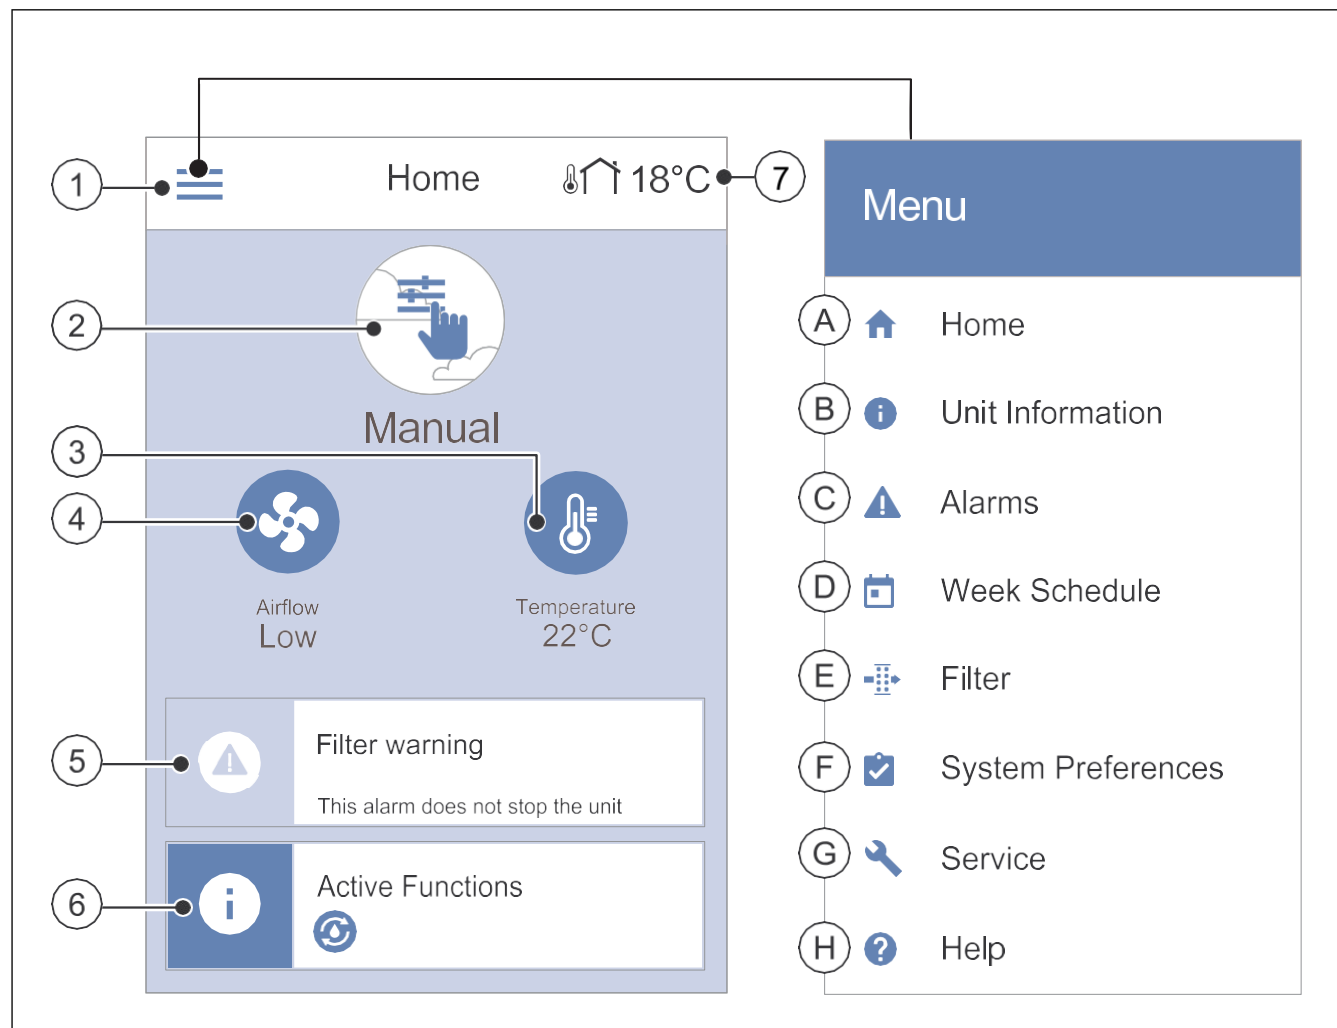 1
Home
18°C
7
Menu
2
Manual
3
4
Airflow
Low
Temperature
22°C
5
Filter warning
This alarm does not stop the unit
6
i
Active Functions
A
Home
B
i
Unit Information
C
!
Alarms
D
Week Schedule
E
Filter
F
System Preferences
G
Service
H
?
Help